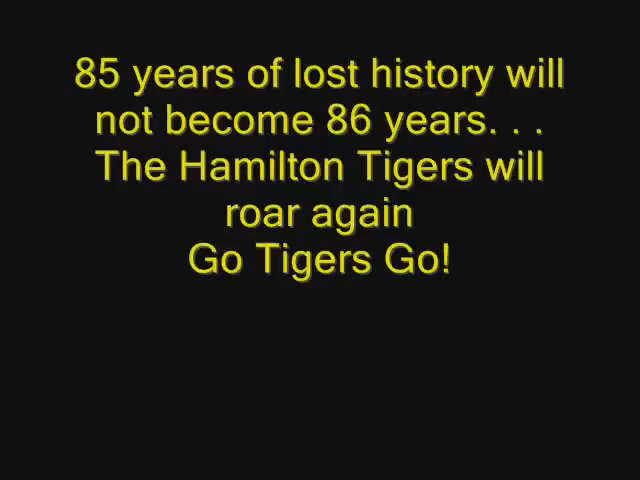 85 years of lost history will
not become 86 years. . .
The Hamilton Tigers will
roar again
Go Tigers Go!